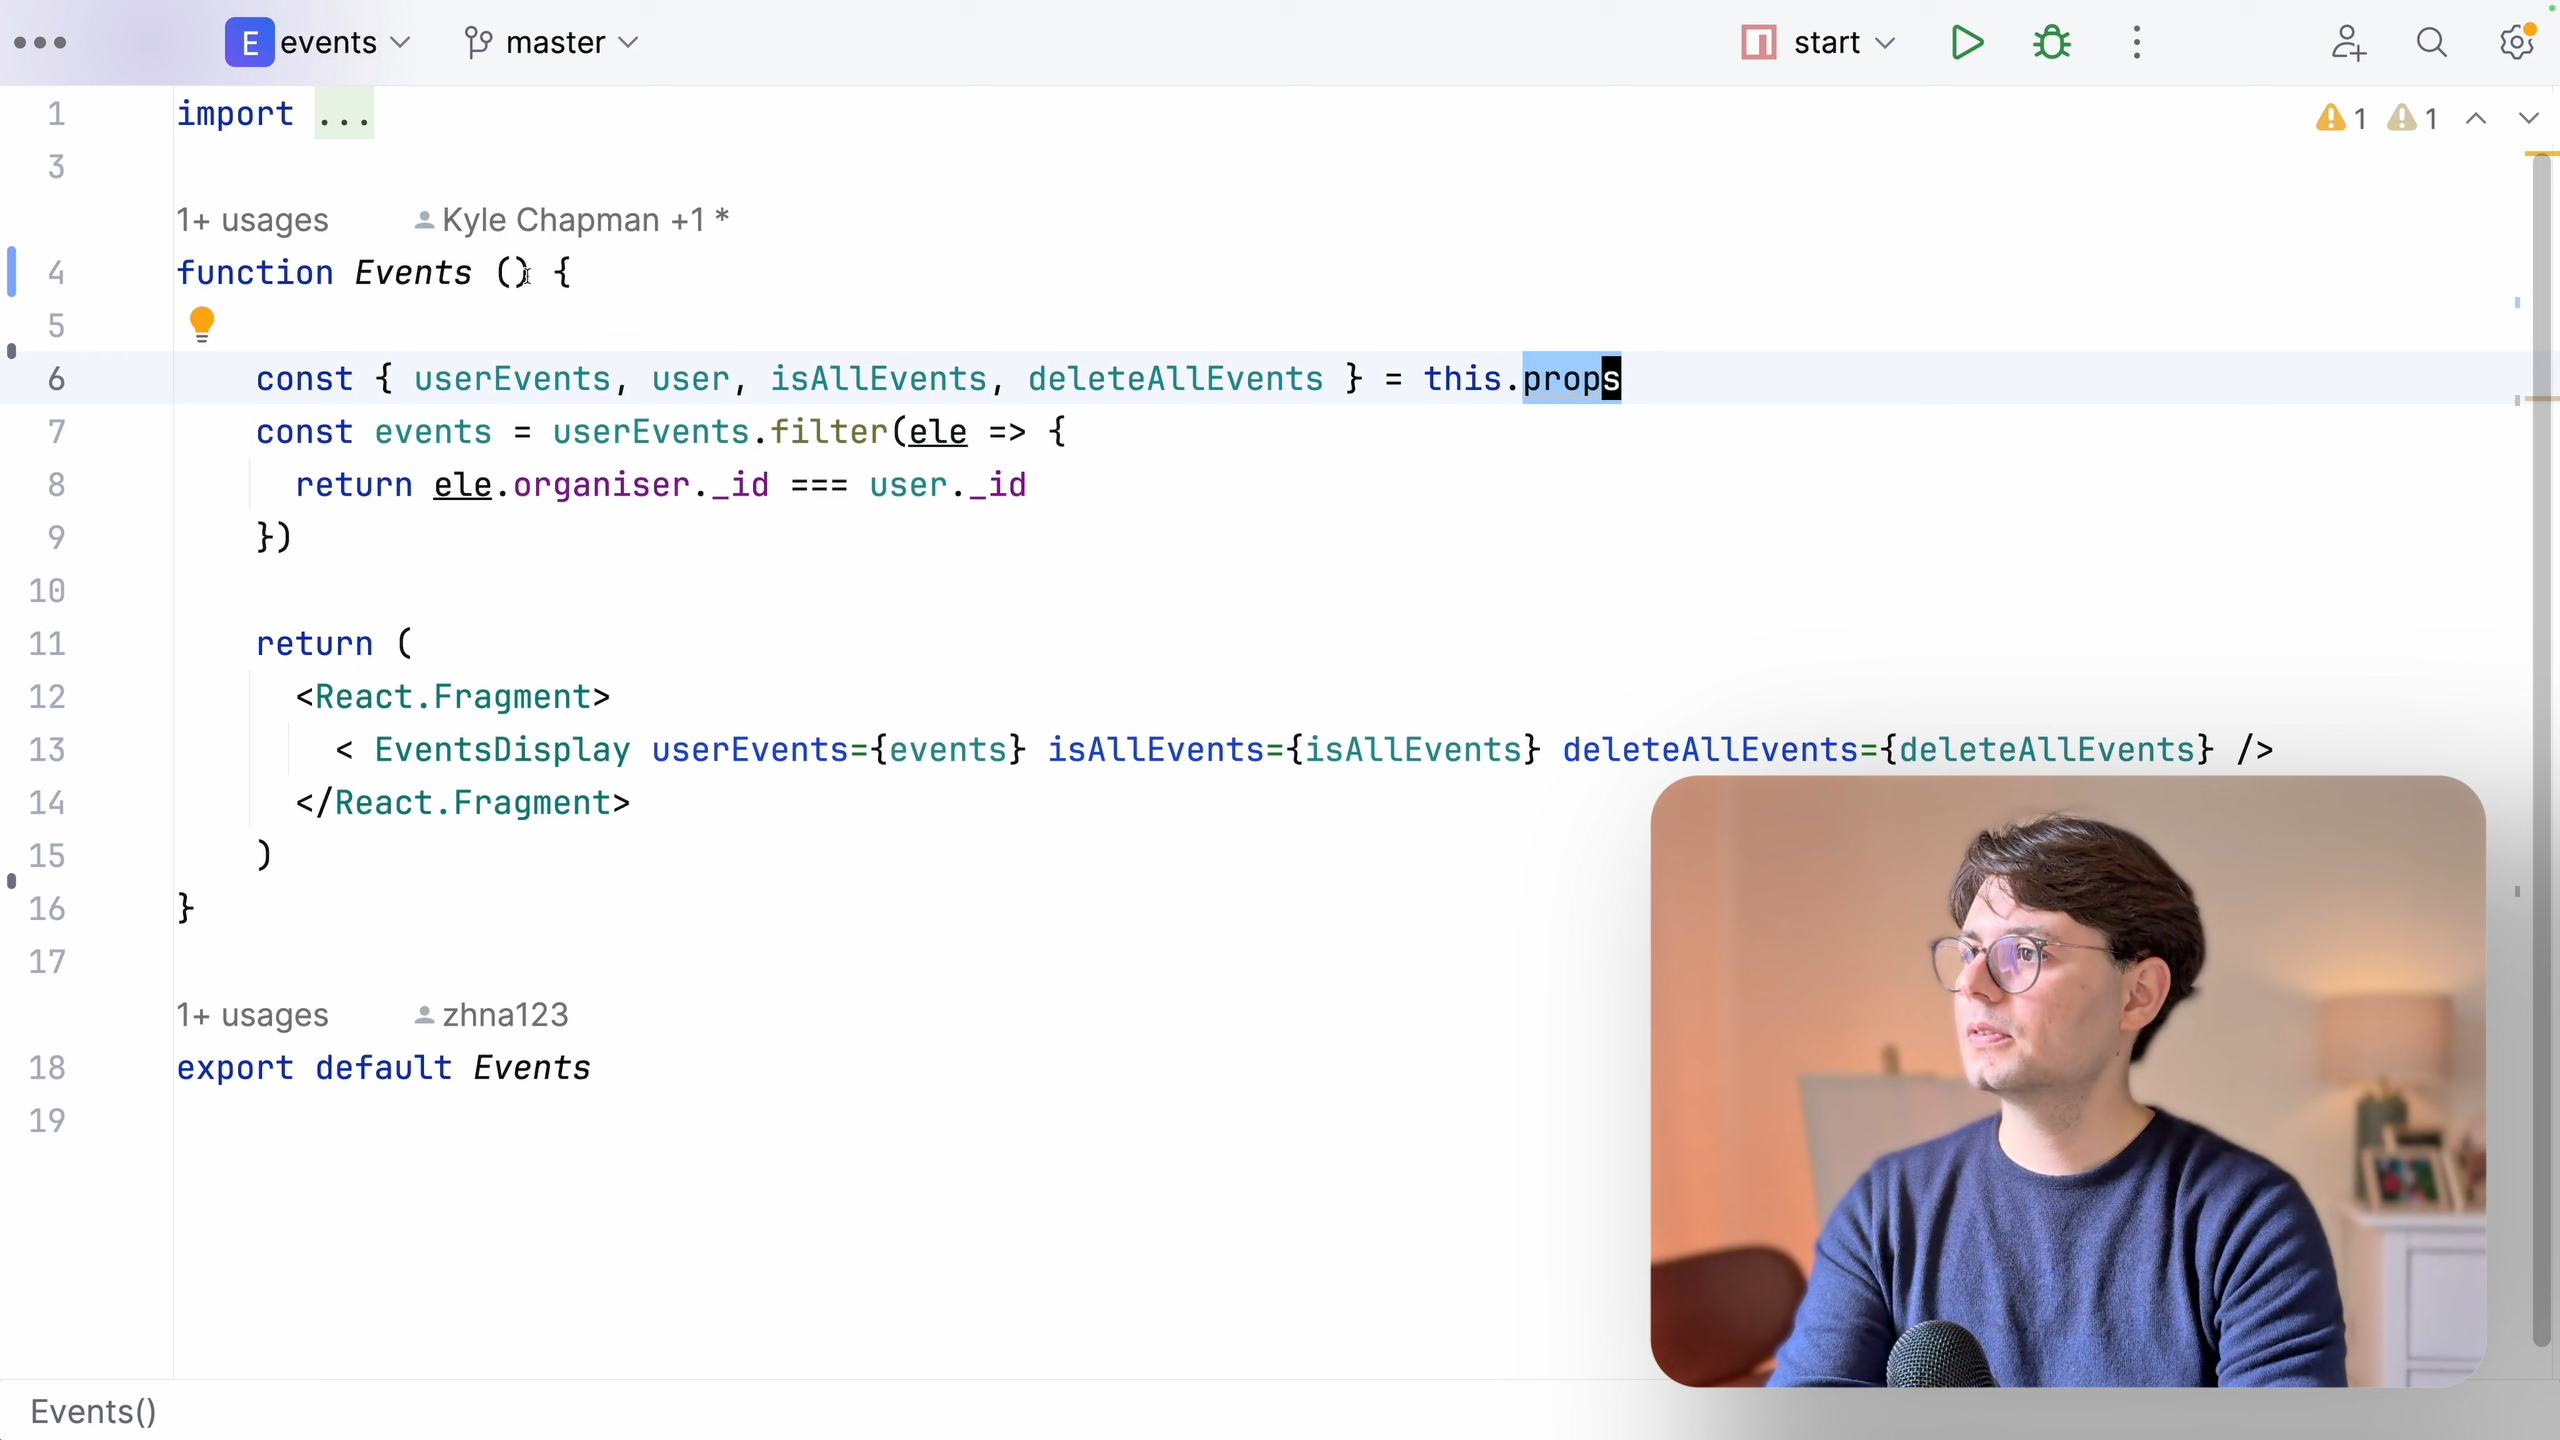 E events master start
1 import ... 1 1
3
1+ usages Kyle Chapman +1 *
4 function Events () {
5
6 const { userEvents, user, isAllEvents, deleteAllEvents } = this.props
7 const events = userEvents.filter(ele => {
8 return ele.organiser._id === user._id
9 })
10
11 return (
12 <React.Fragment>
13 < EventsDisplay userEvents={events} isAllEvents={isAllEvents} deleteAllEvents={deleteAllEvents} />
14 </React.Fragment>
15 )
16 }
17
1+ usages zhna123
18 export default Events
19
Events()